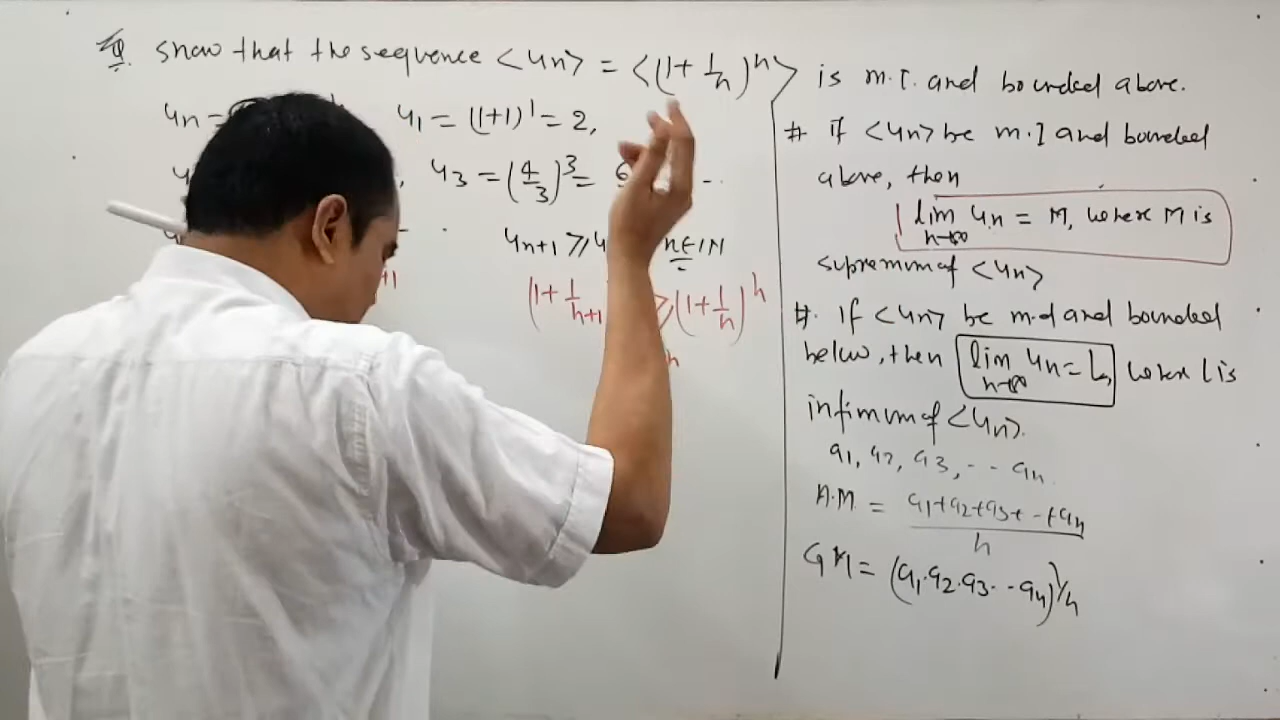 Q. show that the sequence <un> = <(1+1/n)^n> is m.I. and bounded above.
un = u1 = (1+1)^1 = 2,
u3 = (4/3)^3 =
un+1 ≥ n∈IN
(1+1/n+1 ≥ (1+1/n)^n
# if <un> be m.I and bounded
above, then
lim n→∞ un = M, where M is
supremum of <un>
#. If <un> be m.d and bounded
below, then lim n→∞ un = l, where l is
infimum of <un>.
a1, a2, a3, -- an.
A.M = a1+a2+a3+-+an / n
GM = (a1.a2.a3.--an)^1/n